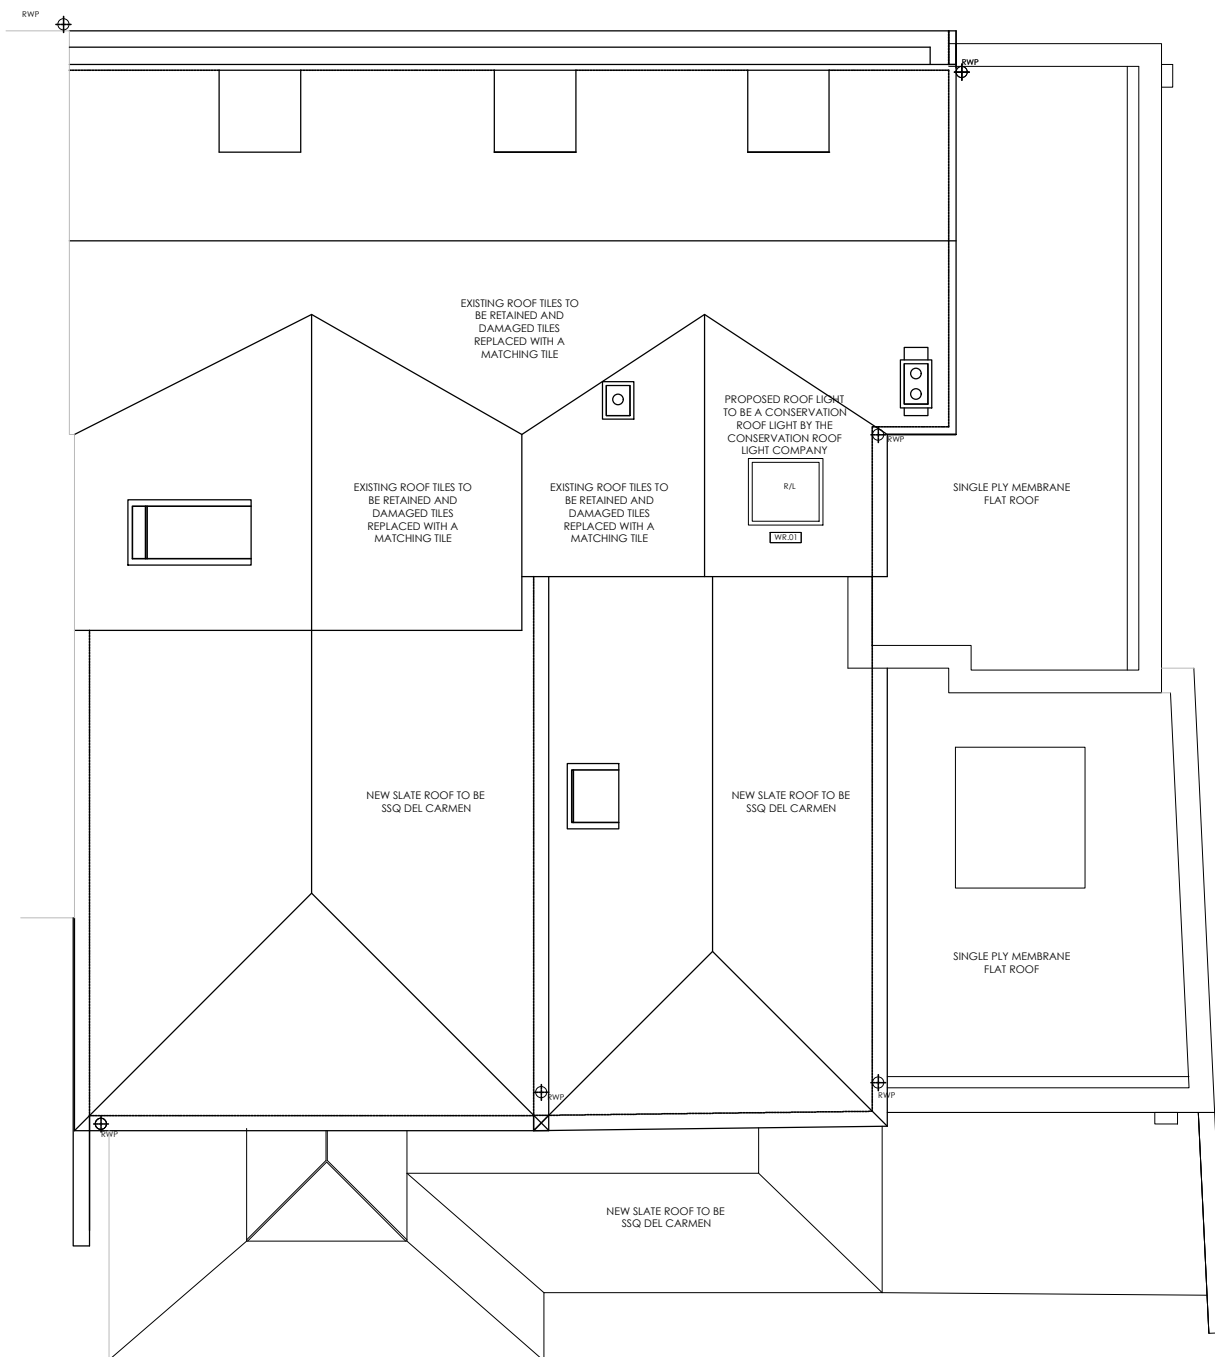 RWP
RWP
EXISTING ROOF TILES TO
BE RETAINED AND
DAMAGED TILES
REPLACED WITH A
MATCHING TILE
PROPOSED ROOF LIGHT
TO BE A CONSERVATION
ROOF LIGHT BY THE
CONSERVATION ROOF
LIGHT COMPANY
RWP
R/L
WR.01
EXISTING ROOF TILES TO
BE RETAINED AND
DAMAGED TILES
REPLACED WITH A
MATCHING TILE
EXISTING ROOF TILES TO
BE RETAINED AND
DAMAGED TILES
REPLACED WITH A
MATCHING TILE
SINGLE PLY MEMBRANE
FLAT ROOF
NEW SLATE ROOF TO BE
SSQ DEL CARMEN
NEW SLATE ROOF TO BE
SSQ DEL CARMEN
SINGLE PLY MEMBRANE
FLAT ROOF
RWP
RWP
RWP
NEW SLATE ROOF TO BE
SSQ DEL CARMEN